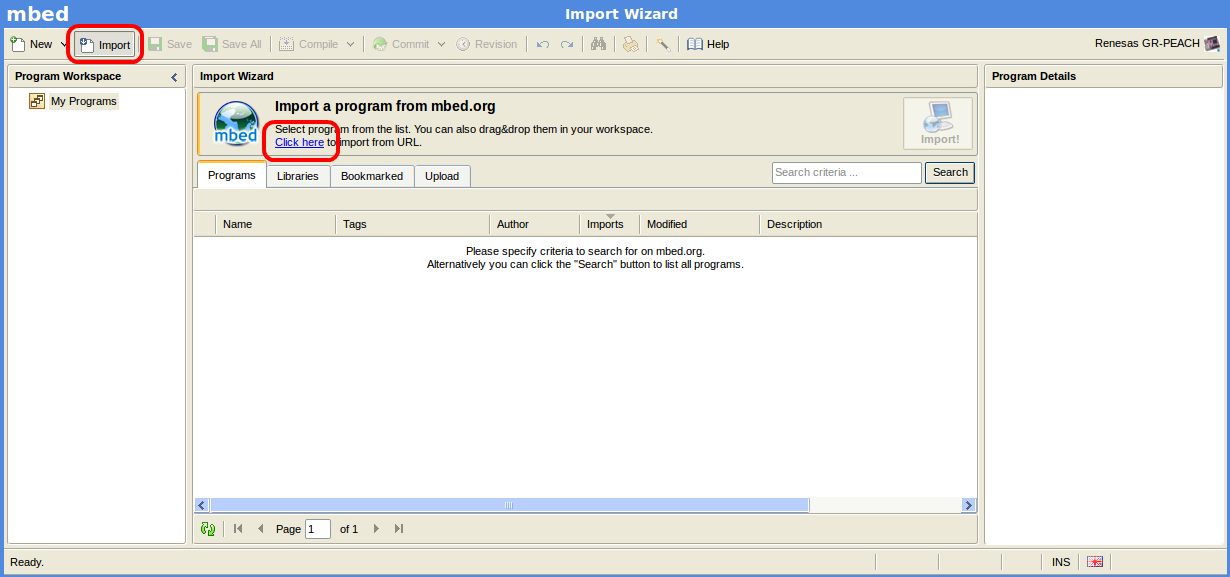 mbed
Import Wizard
New Import Save Save All Compile Commit Revision Help Renesas GR-PEACH
Program Workspace
My Programs
Import Wizard
mbed
Import a program from mbed.org
Select program from the list. You can also drag&drop them in your workspace.
Click here to import from URL.
Import!
Programs Libraries Bookmarked Upload
Search criteria ... Search
Name Tags Author Imports Modified Description
Please specify criteria to search for on mbed.org.
Alternatively you can click the "Search" button to list all programs.
Page 1 of 1
Program Details
Ready.
INS